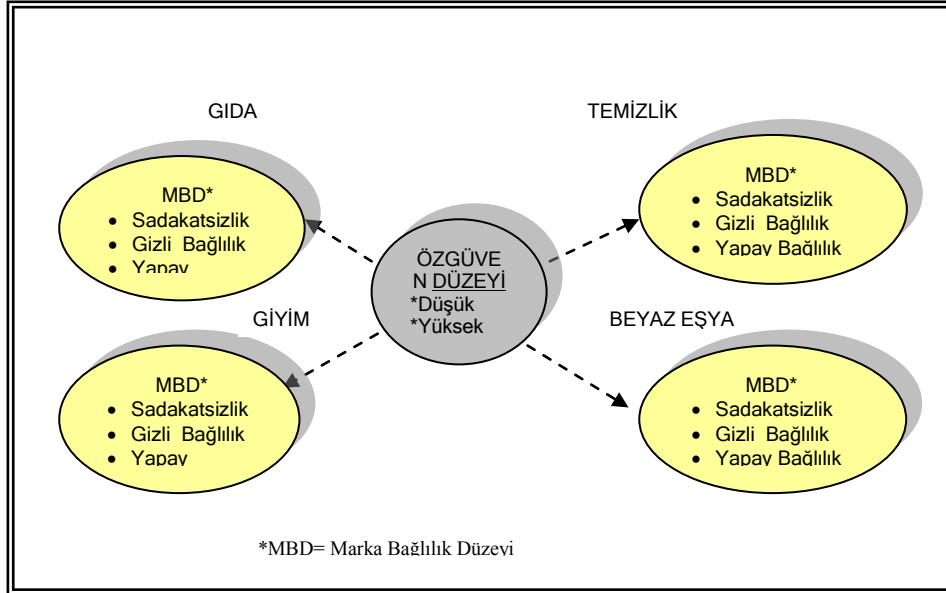 GIDA
TEMİZLİK
MBD*
• Sadakatsizlik
• Gizli Bağlılık
• Yapay
MBD*
• Sadakatsizlik
• Gizli Bağlılık
• Yapay Bağlılık
ÖZGÜVE
N DÜZEYİ
*Düşük
*Yüksek
GİYİM
BEYAZ EŞYA
MBD*
• Sadakatsizlik
• Gizli Bağlılık
• Yapay
MBD*
• Sadakatsizlik
• Gizli Bağlılık
• Yapay Bağlılık
*MBD= Marka Bağlılık Düzeyi